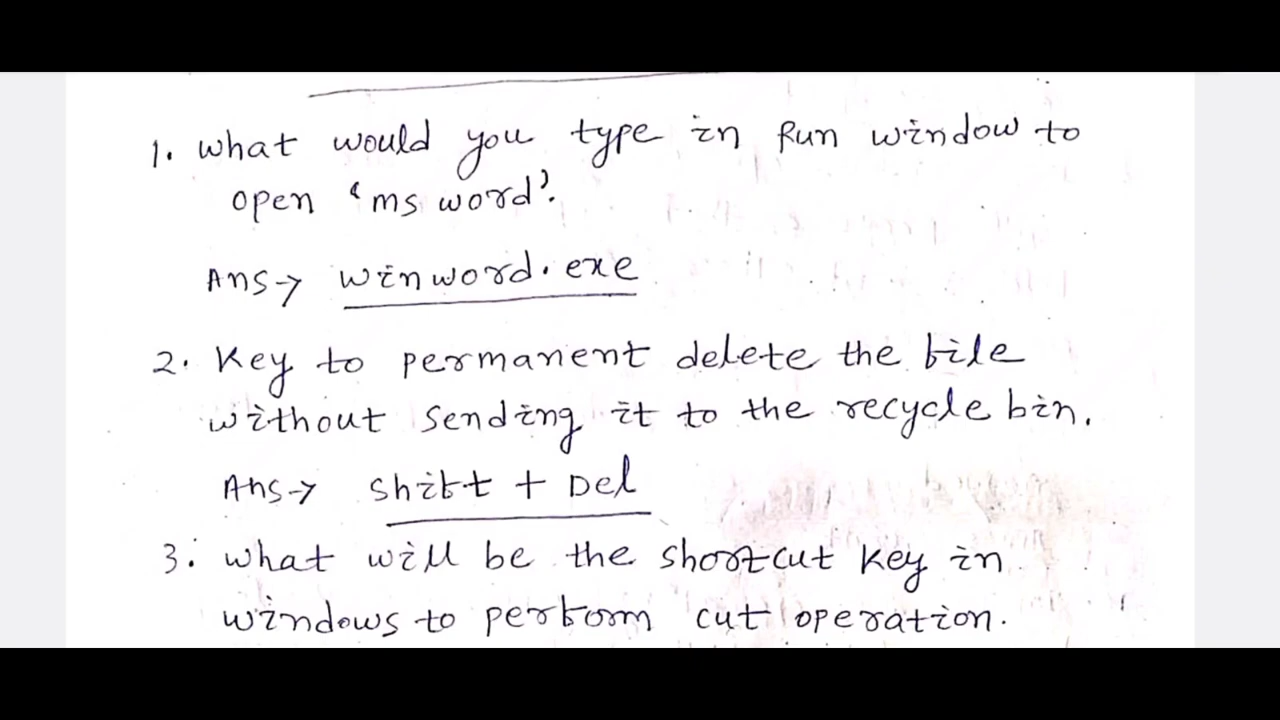 1. What would you type in Run window to
open 'ms word'.
Ans → winword.exe
2. Key to permanent delete the file
without sending it to the recycle bin.
Ans → Shift + Del
3. What will be the shortcut key in
windows to perform cut operation.